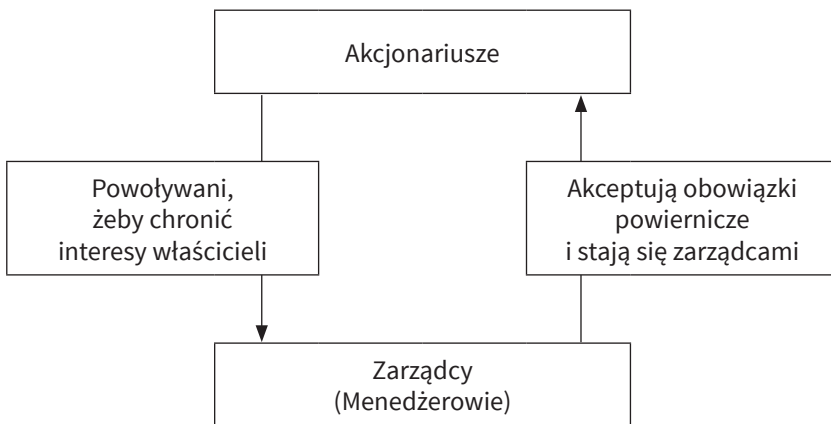 Akcjonariusze
Powoływani,
żeby chronić
interesy właścicieli
Akceptują obowiązki
powiernicze
i stają się zarządcami
Zarządcy
(Menedżerowie)